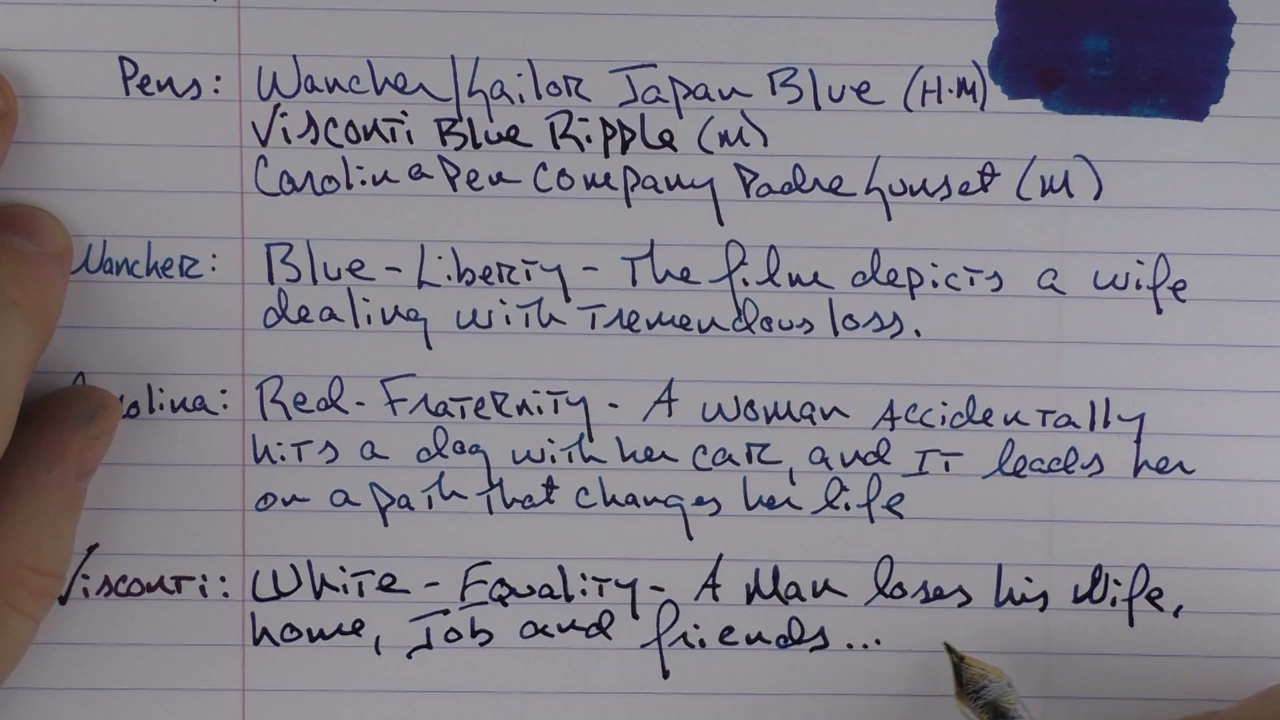 Pens: Wancher/Sailor Japan Blue (H-M)
Visconti Blue Ripple (M)
Carolina Pen Company Padre Sunset (M)
Wancher: Blue - Liberty - The film depicts a wife
dealing with tremendous loss.
Carolina: Red - Fraternity - A woman accidentally
hits a dog with her car, and it leads her
on a path that changes her life
Visconti: White - Equality - A man loses his wife,
home, job and friends...